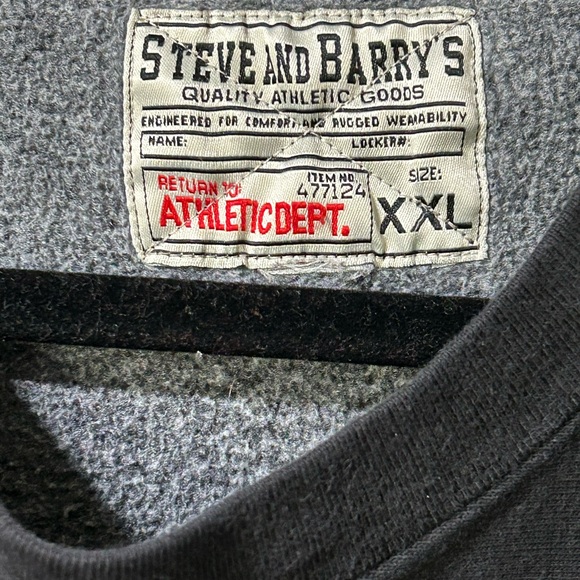 STEVE AND BARRY'S
QUALITY ATHLETIC GOODS
ENGINEERED FOR COMFORT AND RUGGED WEARABILITY
NAME: LOCKER#:
RETURN TO: ITEM NO. SIZE:
477124
ATHLETIC DEPT. XXL